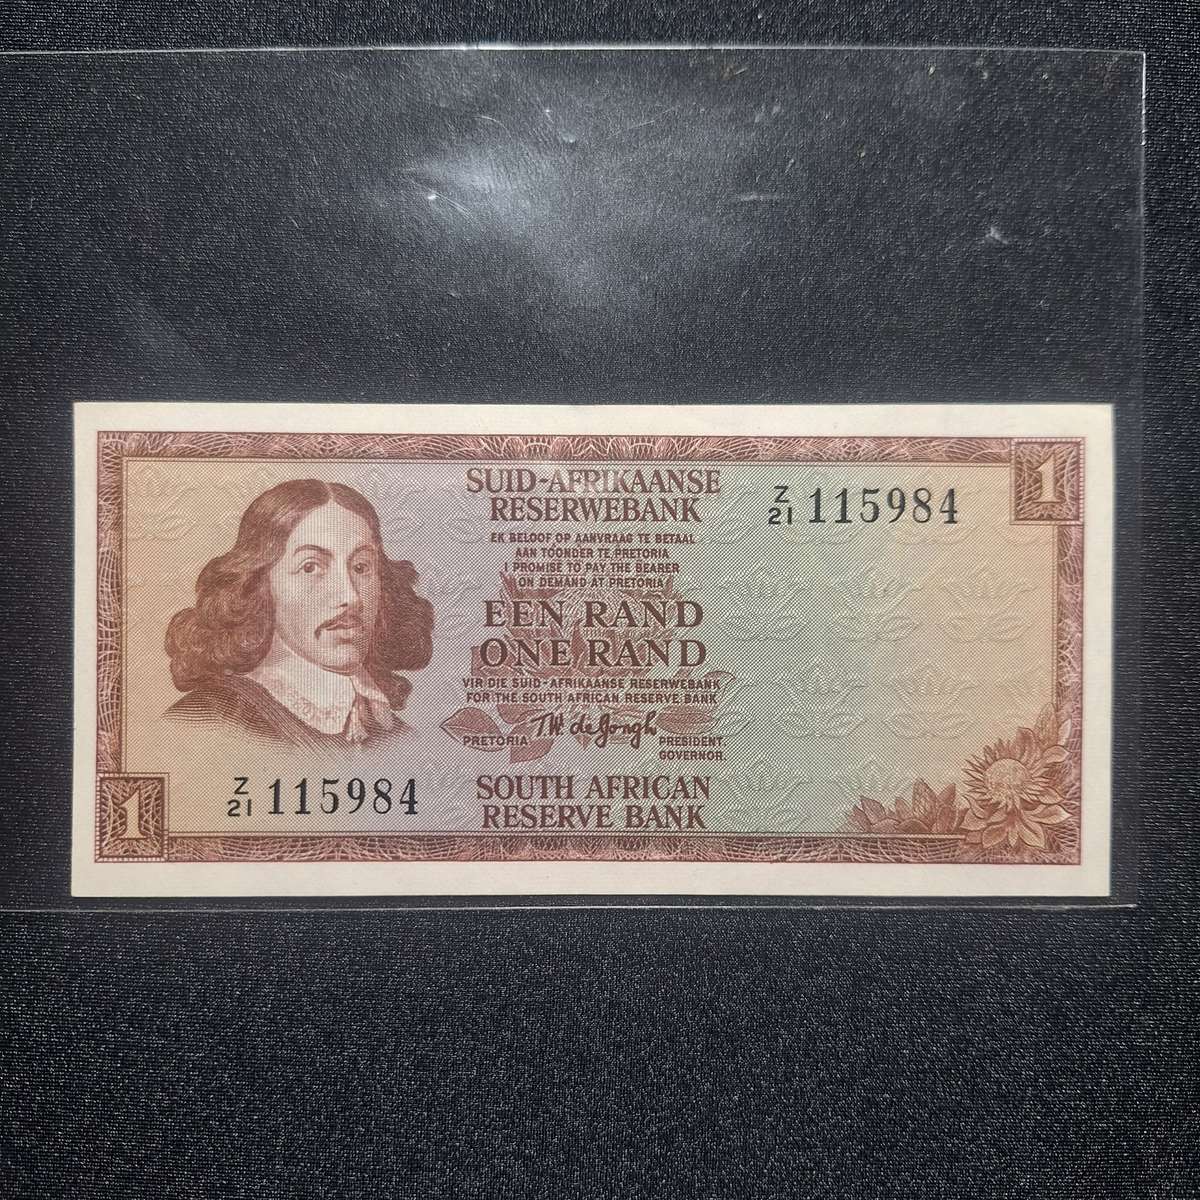 1
SUID-AFRIKAANSE
RESERWEBANK
Z/21 115984
EK BELOOF OP AANVRAAG TE BETAAL
AAN TOONDER TE PRETORIA
I PROMISE TO PAY THE BEARER
ON DEMAND AT PRETORIA
EEN RAND
ONE RAND
VIR DIE SUID-AFRIKAANSE RESERWEBANK
FOR THE SOUTH AFRICAN RESERVE BANK
T.W. de Jongh
PRETORIA PRESIDENT.
GOVERNOR.
Z/21 115984
SOUTH AFRICAN
RESERVE BANK
1